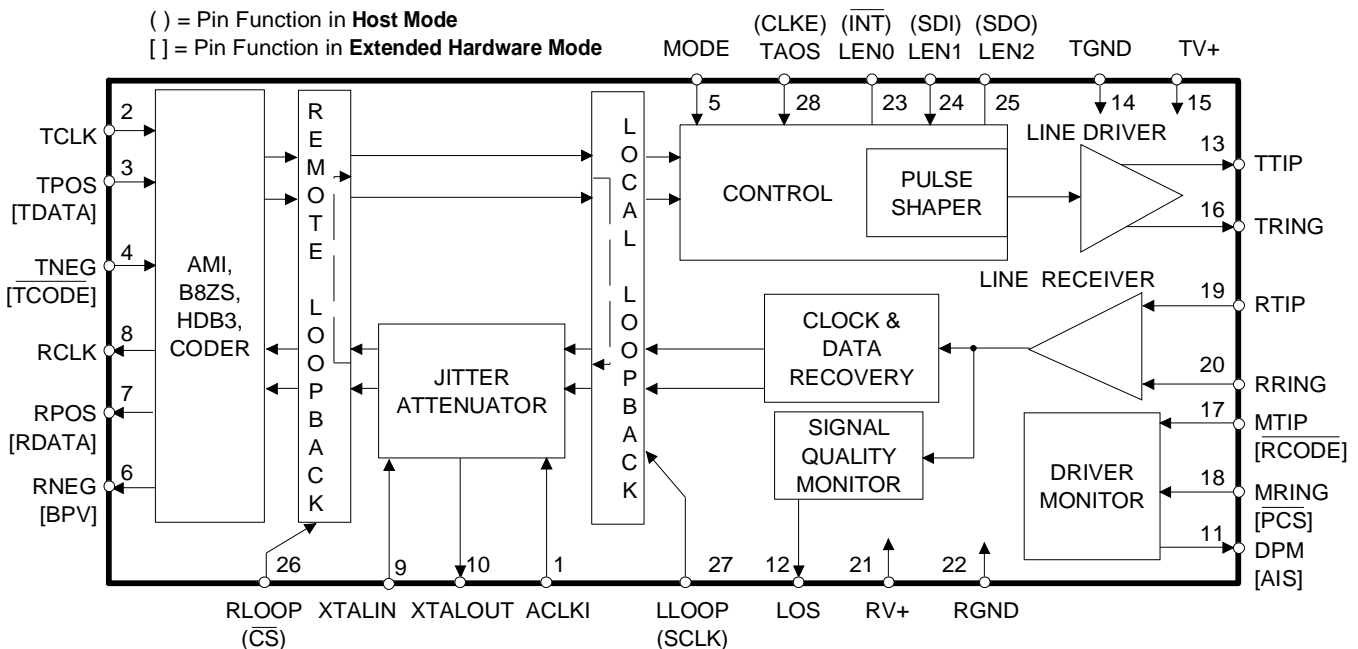 ( ) = Pin Function in Host Mode
[ ] = Pin Function in Extended Hardware Mode
(CLKE) (INT) (SDI) (SDO)
MODE TAOS LEN0 LEN1 LEN2 TGND TV+
5 28 23 24 25 14 15
2
TCLK
3
TPOS
[TDATA]
4
TNEG
[TCODE]
8
RCLK
7
RPOS
[RDATA]
6
RNEG
[BPV]
AMI,
B8ZS,
HDB3,
CODER
REMOTE LOOPBACK
JITTER
ATTENUATOR
LOCAL LOOPBACK
CONTROL
PULSE
SHAPER
LINE DRIVER
13
TTIP
16
TRING
LINE RECEIVER
19
RTIP
20
RRING
CLOCK &
DATA
RECOVERY
SIGNAL
QUALITY
MONITOR
DRIVER
MONITOR
17
MTIP
[RCODE]
18
MRING
[PCS]
11
DPM
[AIS]
26 9 10 1 27 12 21 22
RLOOP XTALIN XTALOUT ACLKI LLOOP LOS RV+ RGND
(CS) (SCLK)